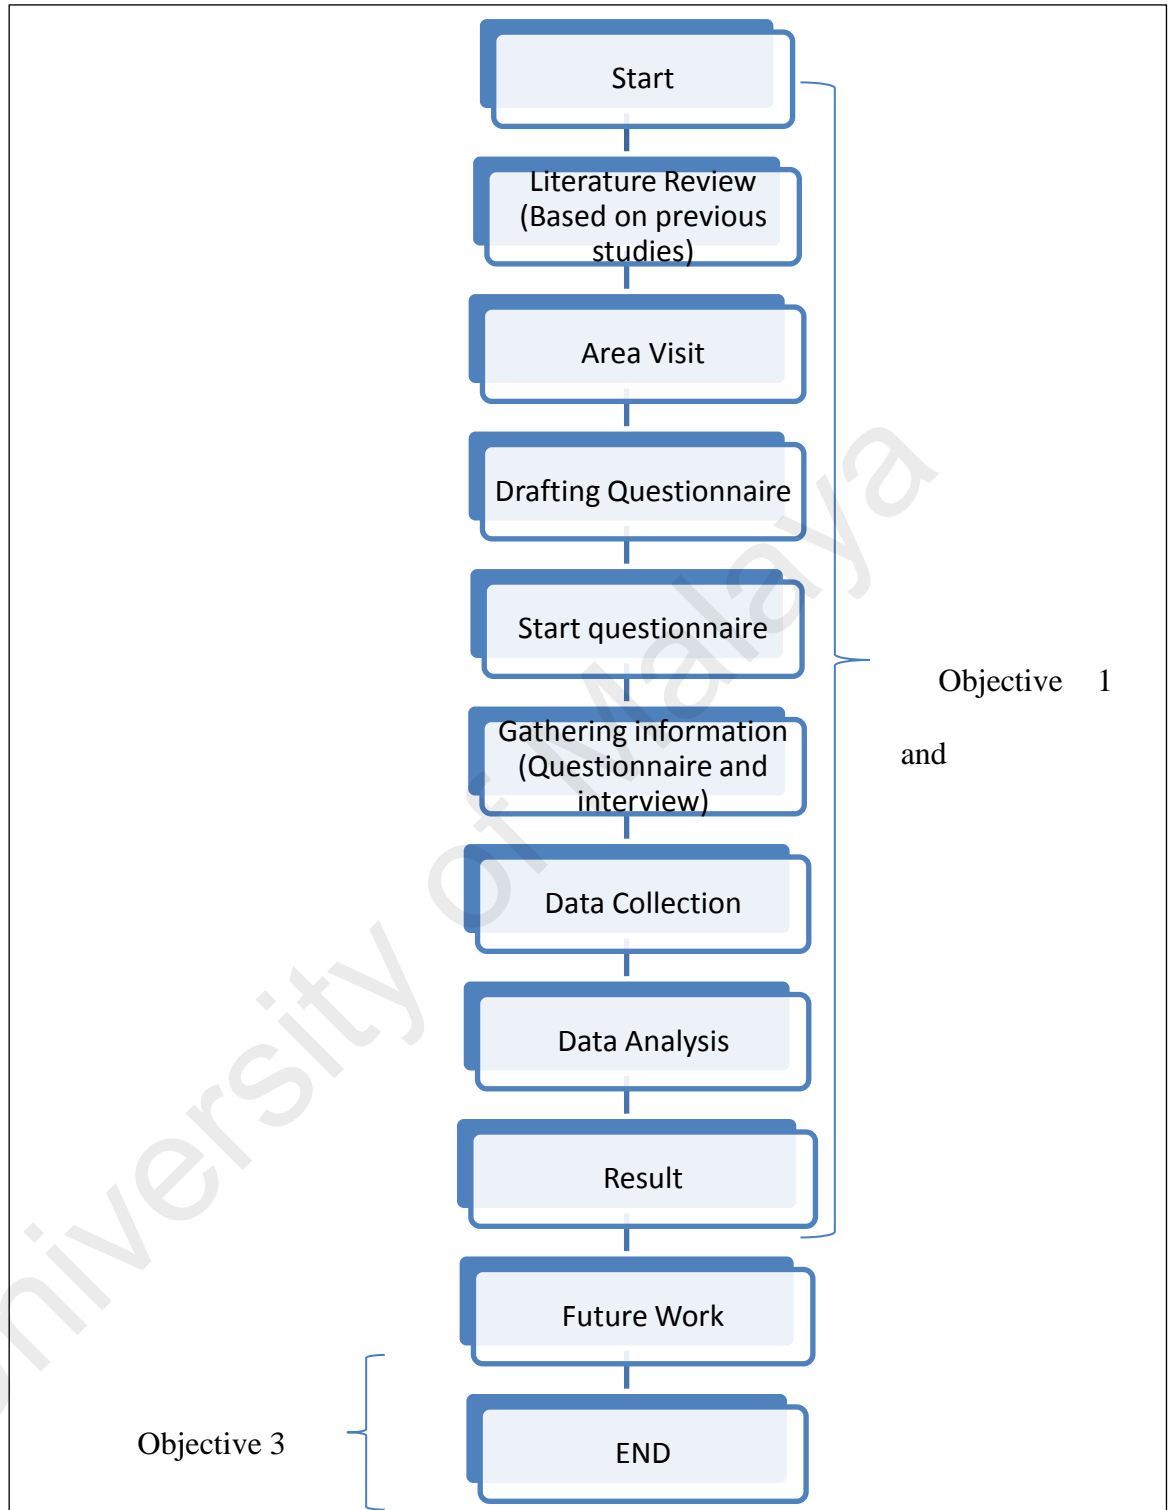 Start
Literature Review
(Based on previous
studies)
Area Visit
Drafting Questionnaire
Start questionnaire
Gathering information
(Questionnaire and
interview)
Objective 1
and
Data Collection
Data Analysis
Result
Future Work
END
Objective 3
University of Malaya